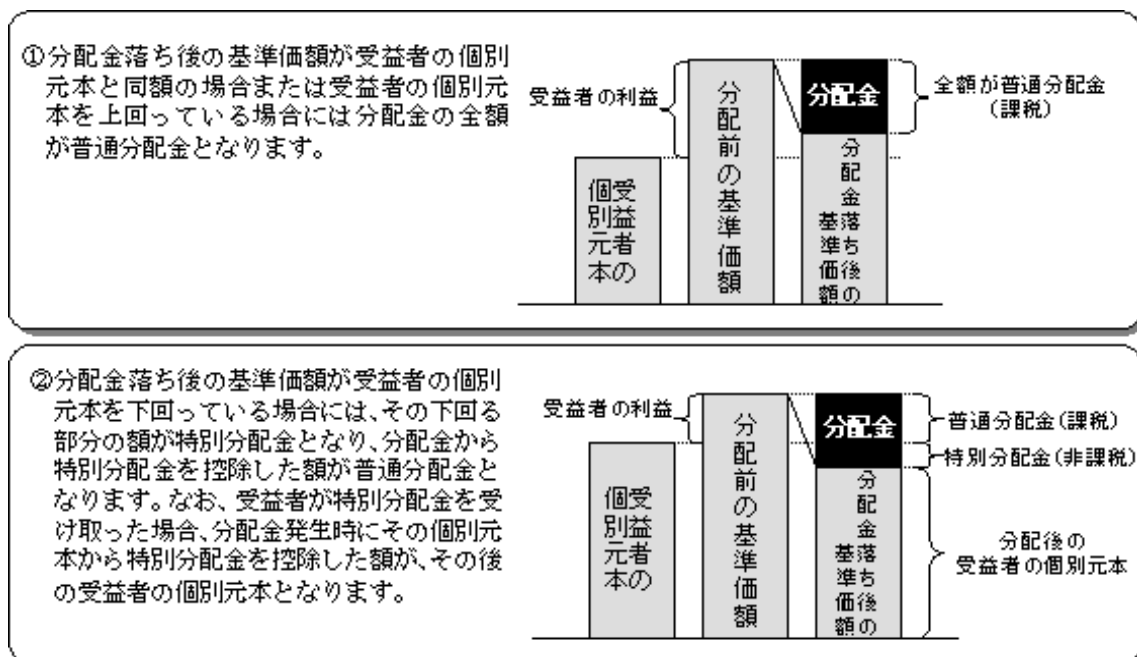 ①分配金落ち後の基準価額が受益者の個別
元本と同額の場合または受益者の個別元
本を上回っている場合には分配金の全額
が普通分配金となります。
受益者の利益
受益者の
個別元本
分配前の基準価額
分配金
分配金落ち後の
基準価額
全額が普通分配金
(課税)
②分配金落ち後の基準価額が受益者の個別
元本を下回っている場合には、その下回る
部分の額が特別分配金となり、分配金から
特別分配金を控除した額が普通分配金と
なります。なお、受益者が特別分配金を受
け取った場合、分配金発生時にその個別元
本から特別分配金を控除した額が、その後
の受益者の個別元本となります。
受益者の利益
受益者の
個別元本
分配前の基準価額
分配金
分配金落ち後の
基準価額
普通分配金(課税)
特別分配金(非課税)
分配後の
受益者の個別元本